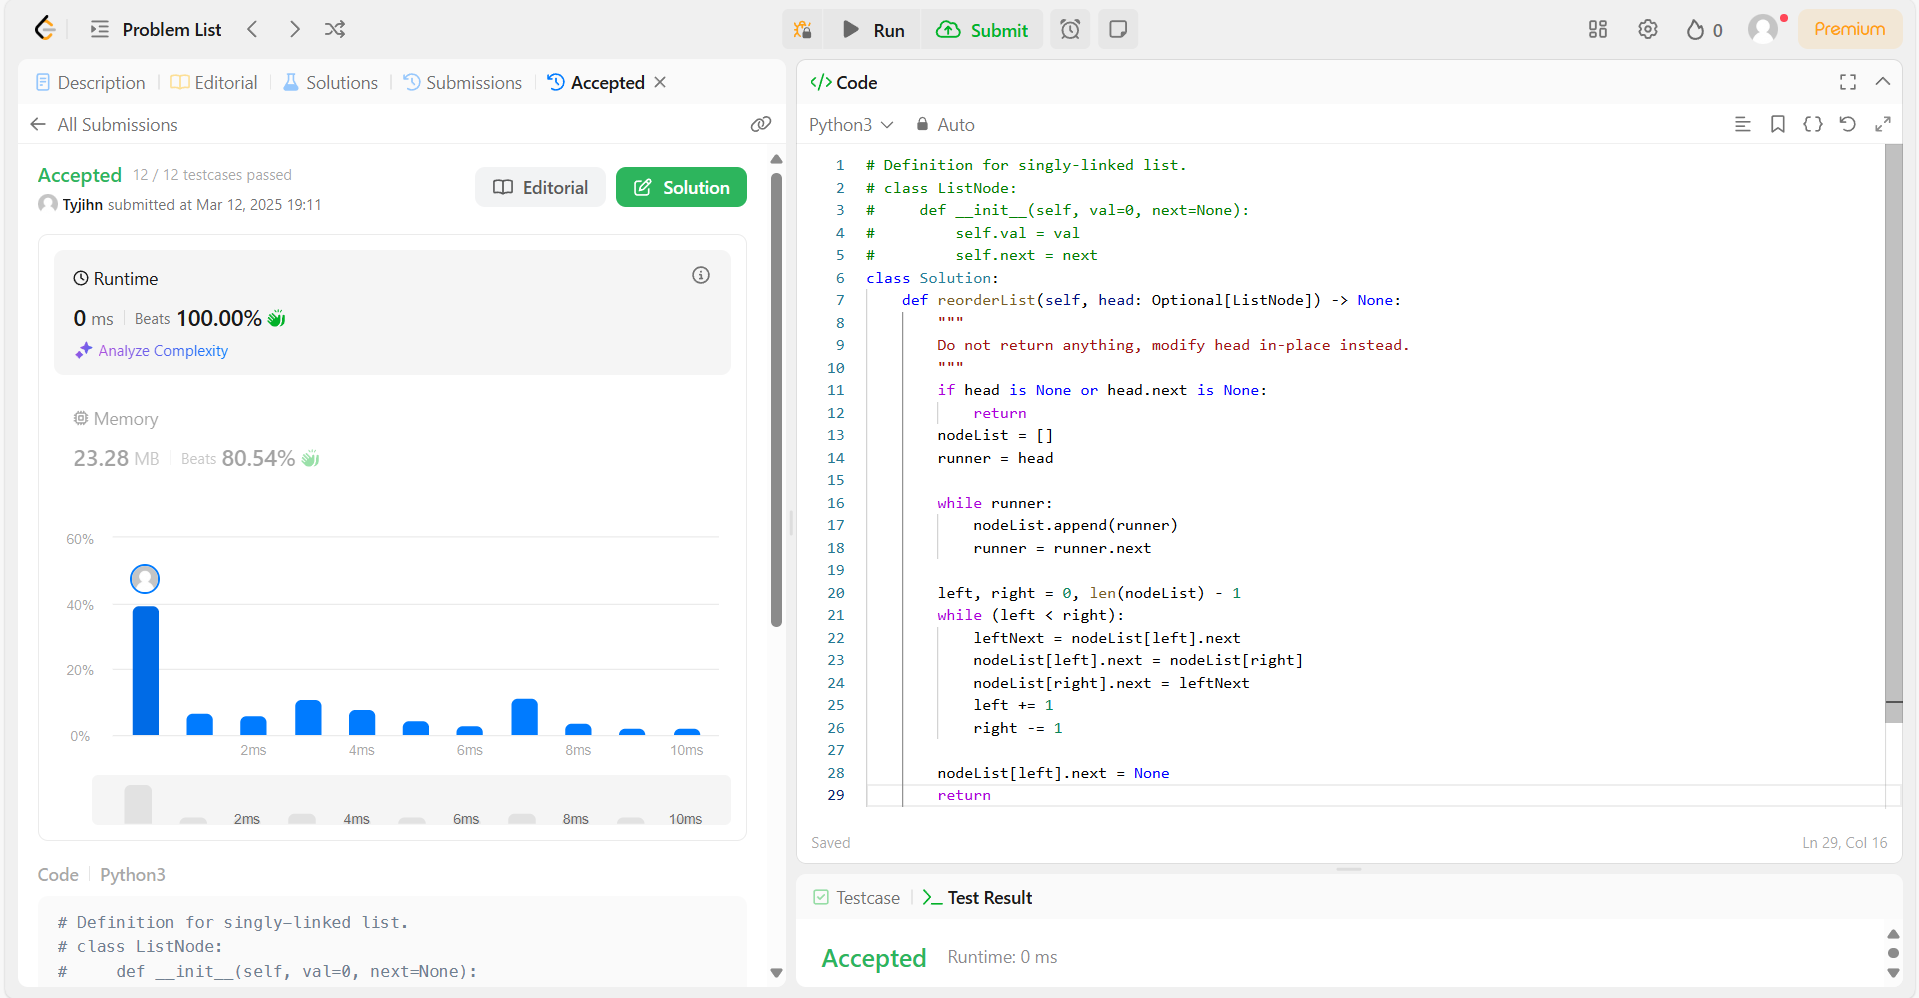 Problem List
Run
Submit
0
Premium
Description
Editorial
Solutions
Submissions
Accepted
All Submissions
Accepted 12 / 12 testcases passed
Tyjihn submitted at Mar 12, 2025 19:11
Editorial
Solution
Runtime
0 ms Beats 100.00%
Analyze Complexity
Memory
23.28 MB Beats 80.54%
60%
40%
20%
0%
2ms 4ms 6ms 8ms 10ms
2ms 4ms 6ms 8ms 10ms
Code Python3
# Definition for singly-linked list.
# class ListNode:
#     def __init__(self, val=0, next=None):
</> Code
Python3 Auto
1 # Definition for singly-linked list.
2 # class ListNode:
3 #     def __init__(self, val=0, next=None):
4 #         self.val = val
5 #         self.next = next
6 class Solution:
7     def reorderList(self, head: Optional[ListNode]) -> None:
8         """
9         Do not return anything, modify head in-place instead.
10         """
11         if head is None or head.next is None:
12             return
13         nodeList = []
14         runner = head
15
16         while runner:
17             nodeList.append(runner)
18             runner = runner.next
19
20         left, right = 0, len(nodeList) - 1
21         while (left < right):
22             leftNext = nodeList[left].next
23             nodeList[left].next = nodeList[right]
24             nodeList[right].next = leftNext
25             left += 1
26             right -= 1
27
28         nodeList[left].next = None
29         return
Saved
Ln 29, Col 16
Testcase
Test Result
Accepted Runtime: 0 ms